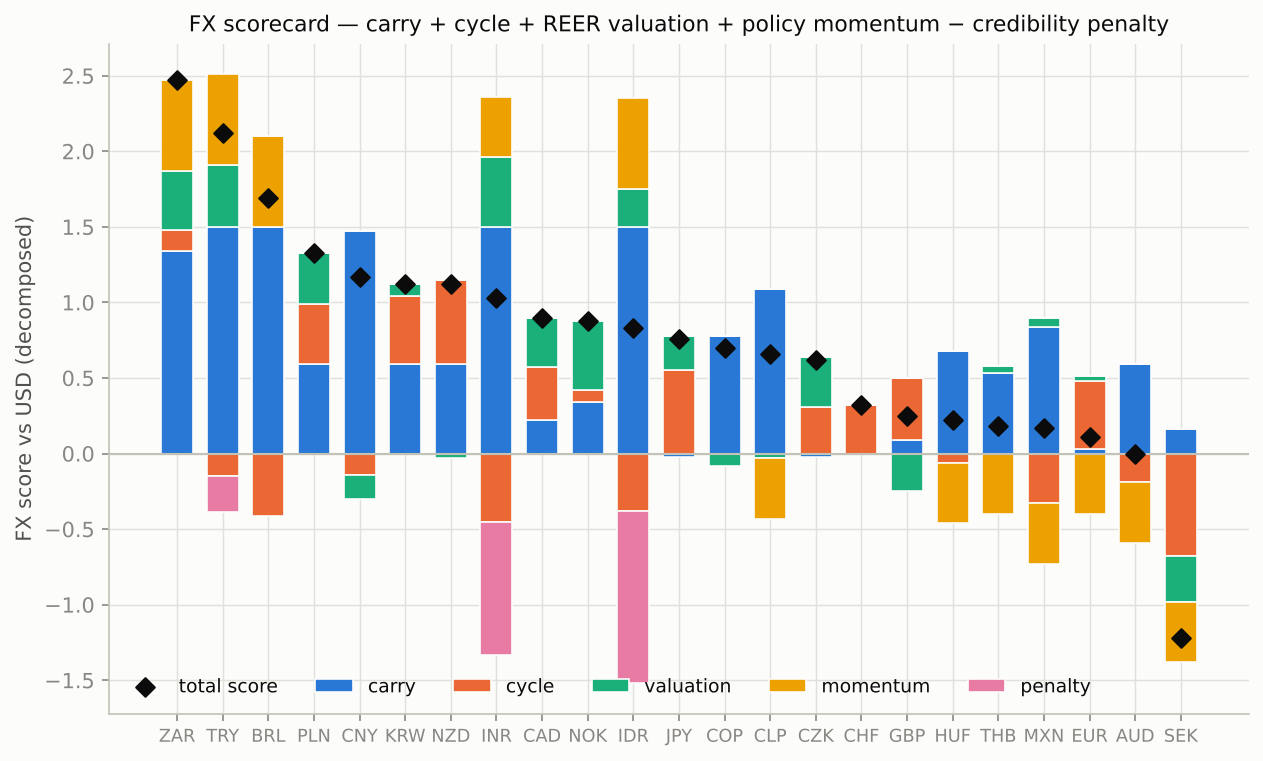 FX scorecard — carry + cycle + REER valuation + policy momentum − credibility penalty
FX score vs USD (decomposed)
2.5
2.0
1.5
1.0
0.5
0.0
−0.5
−1.0
−1.5
total score carry cycle valuation momentum penalty
ZAR TRY BRL PLN CNY KRW NZD INR CAD NOK IDR JPY COP CLP CZK CHF GBP HUF THB MXN EUR AUD SEK